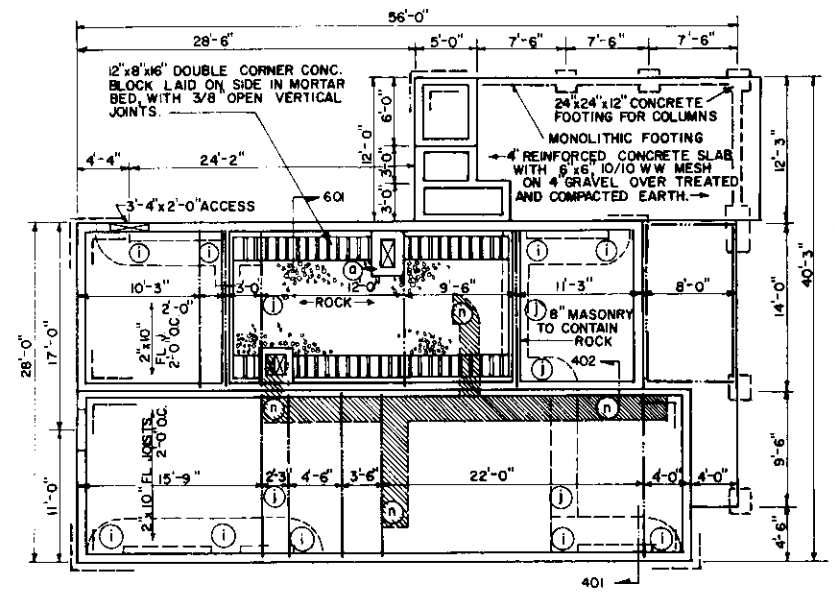 56'-0"
28'-6"
5'-0"
7'-6"
7'-6"
7'-6"
12"x8"x16" DOUBLE CORNER CONC.
BLOCK LAID ON SIDE IN MORTAR
BED, WITH 3/8" OPEN VERTICAL
JOINTS.
6'-0"
12'-0"
3'-0"
3'-0"
24"x24"x12" CONCRETE
FOOTING FOR COLUMNS
MONOLITHIC FOOTING
4" REINFORCED CONCRETE SLAB
WITH 6"x6", 10/10 WW MESH
ON 4" GRAVEL OVER TREATED
AND COMPACTED EARTH.
12'-3"
40'-3"
4'-4"
24'-2"
3'-4"x2'-0" ACCESS
601
i
i
a
i
i
10'-3"
3'-0"
12'-0"
9'-6"
11'-3"
8'-0"
14'-0"
ROCK
j
n
j
8" MASONRY
TO CONTAIN
ROCK
2"x10"
FL. JY.
2'-0" O.C.
2'-0"
402
j
28'-0"
17'-0"
n
n
2"x10" FL. JOISTS
2'-0" O.C.
15'-9"
2'-3"
4'-6"
3'-6"
22'-0"
4'-0"
4'-0"
9'-6"
11'-0"
j
n
j
i
i
i
i
4'-6"
401